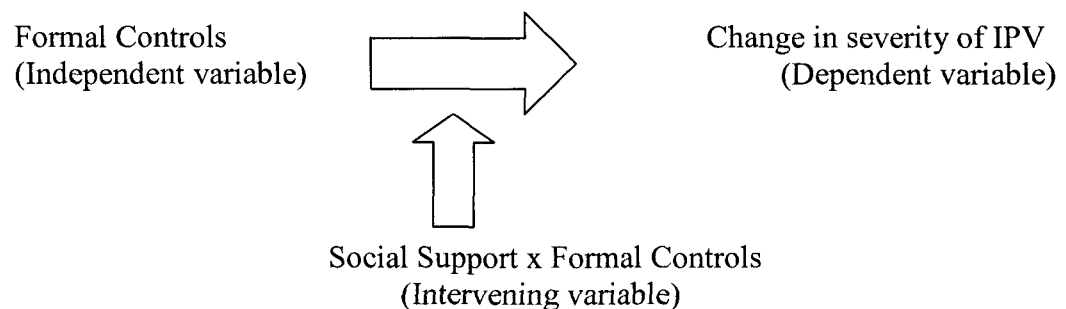 Formal Controls
(Independent variable)
Change in severity of IPV
(Dependent variable)
Social Support x Formal Controls
(Intervening variable)